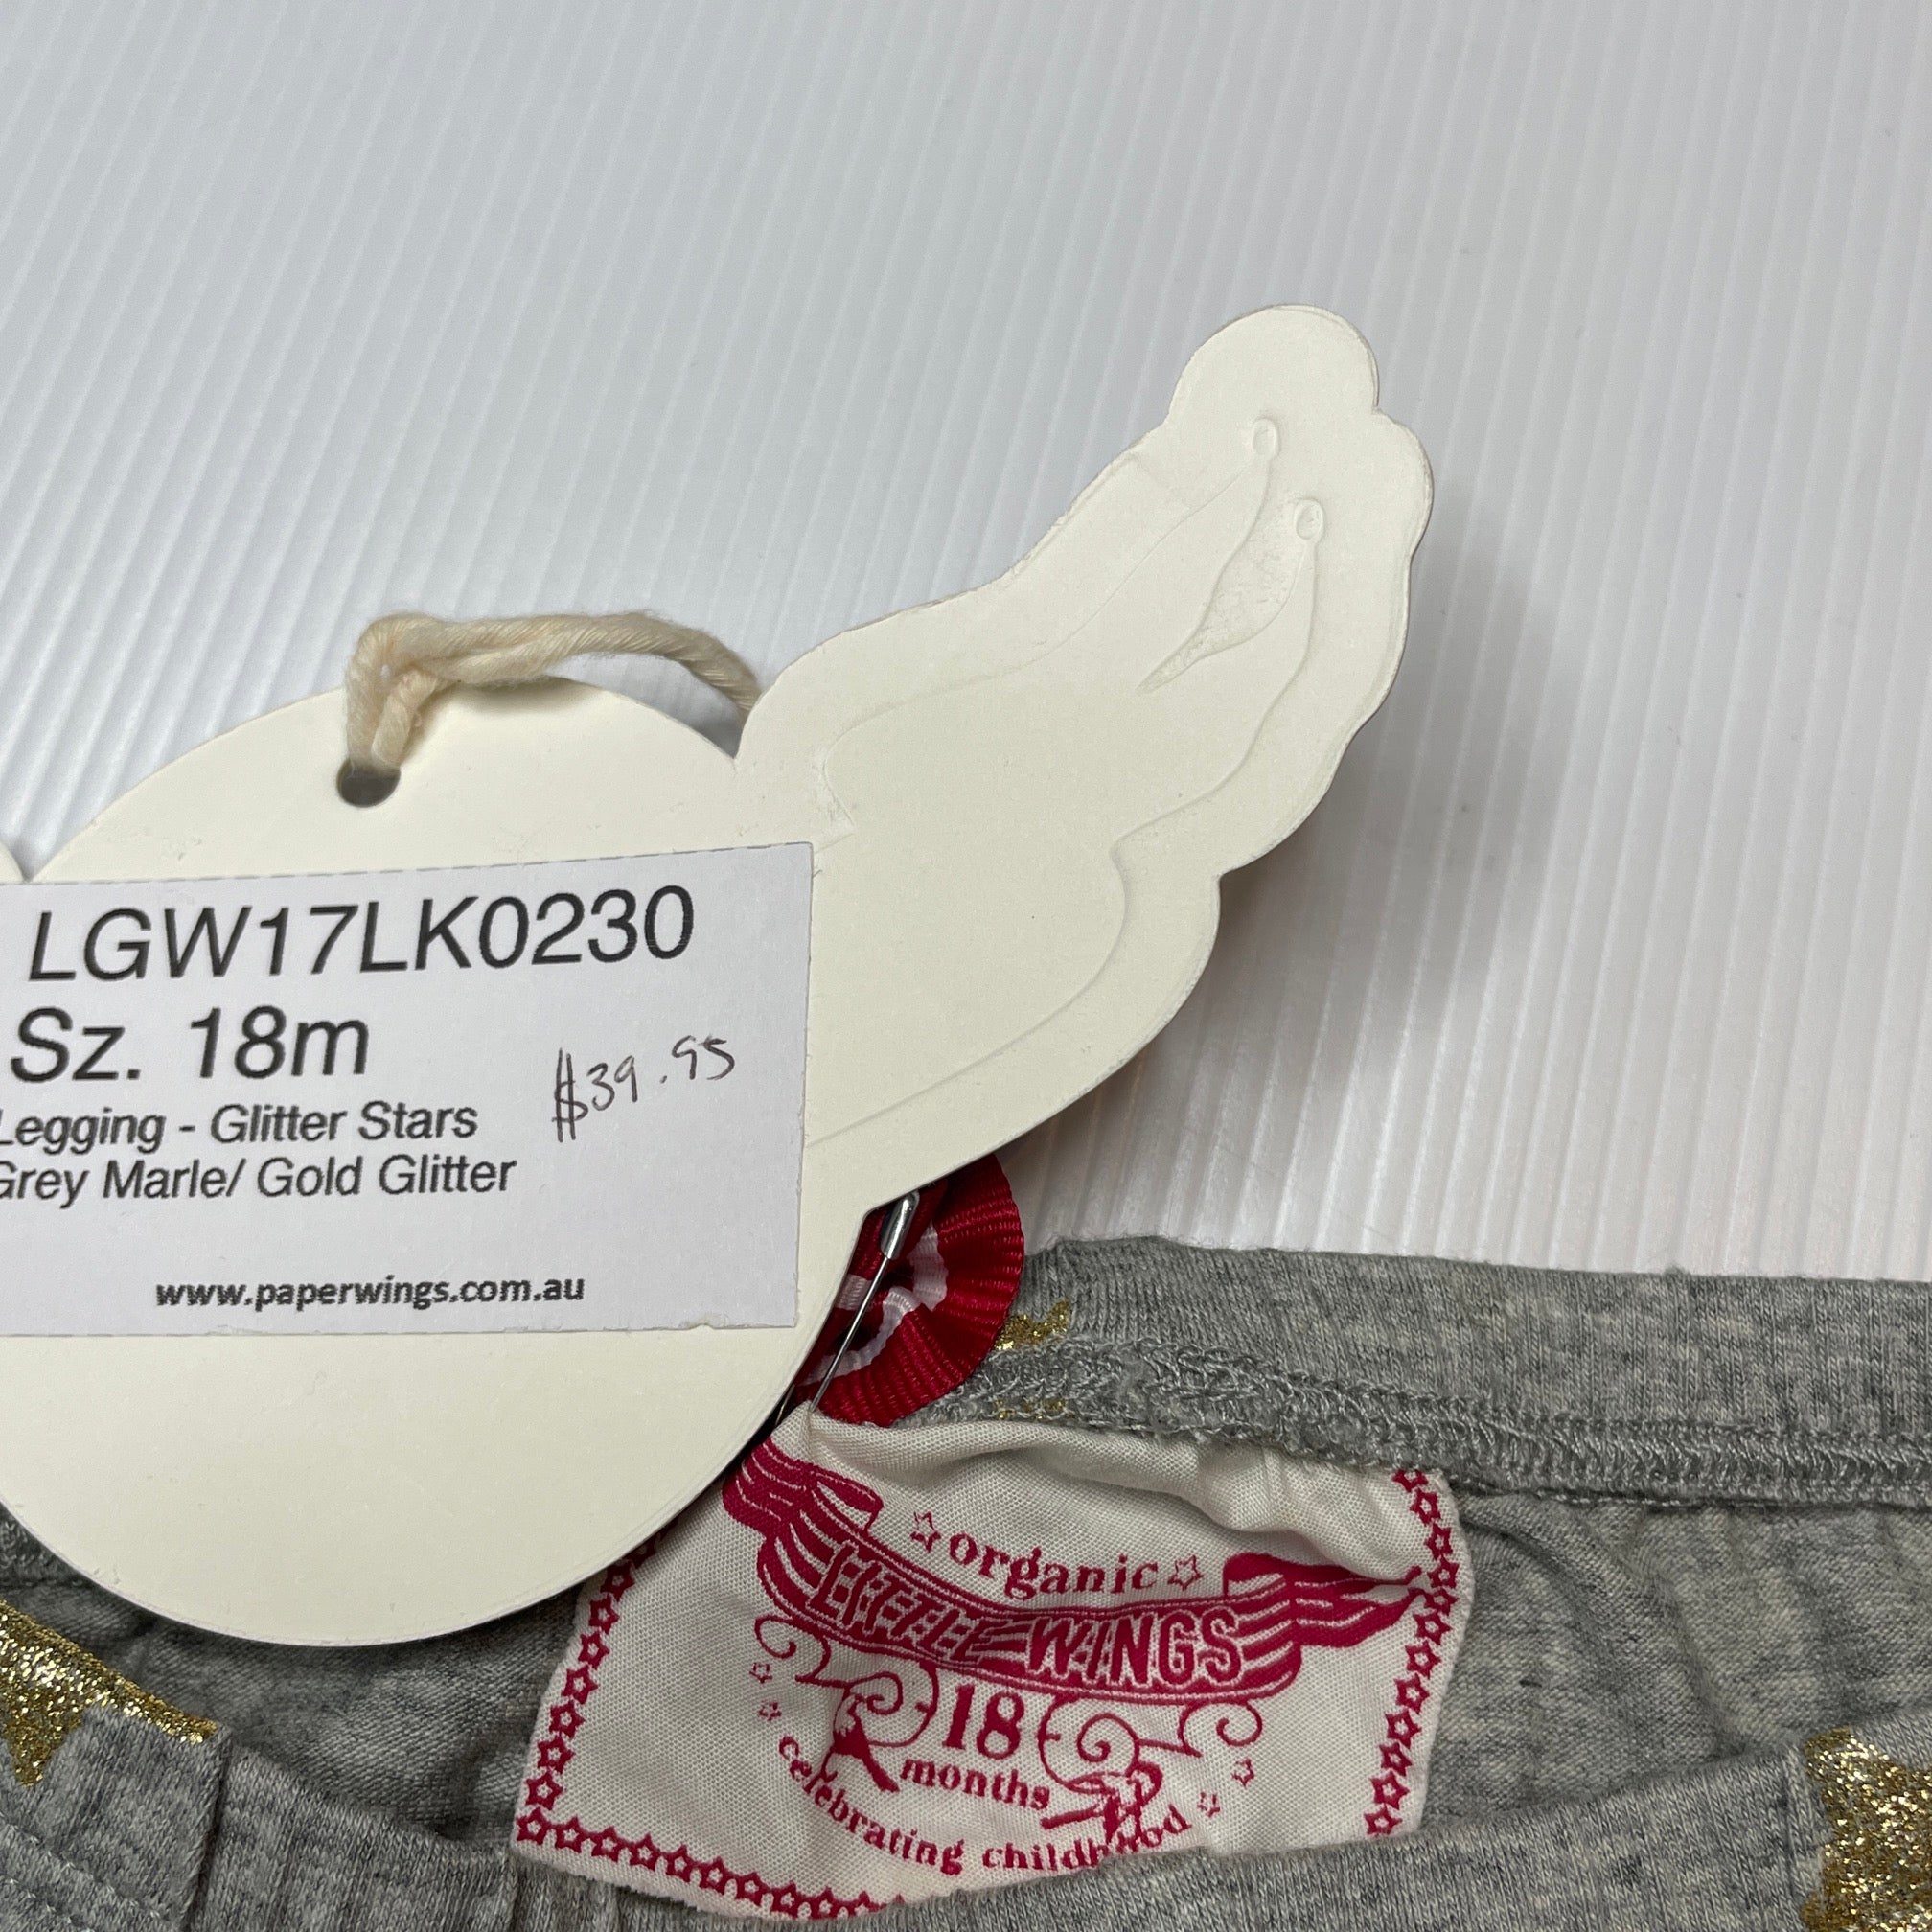 LGW17LK0230
Sz. 18m
$39.95
Legging - Glitter Stars
Grey Marle/ Gold Glitter
www.paperwings.com.au
organic
LITTLE WINGS
18
months
celebrating childhood